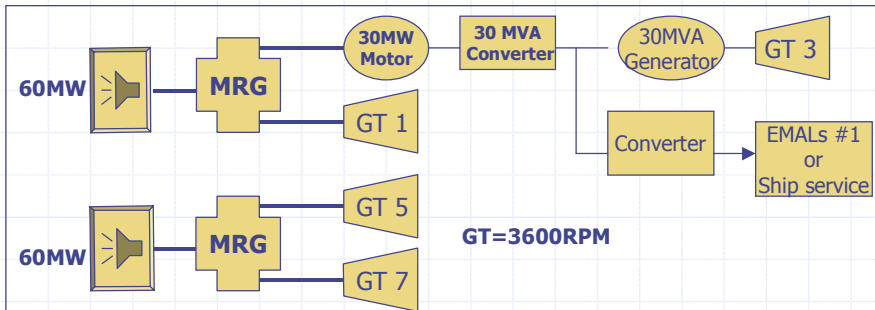 60MW
MRG
30MW
Motor
30 MVA
Converter
30MVA
Generator
GT 3
GT 1
Converter
EMALs #1
or
Ship service
60MW
MRG
GT 5
GT 7
GT=3600RPM